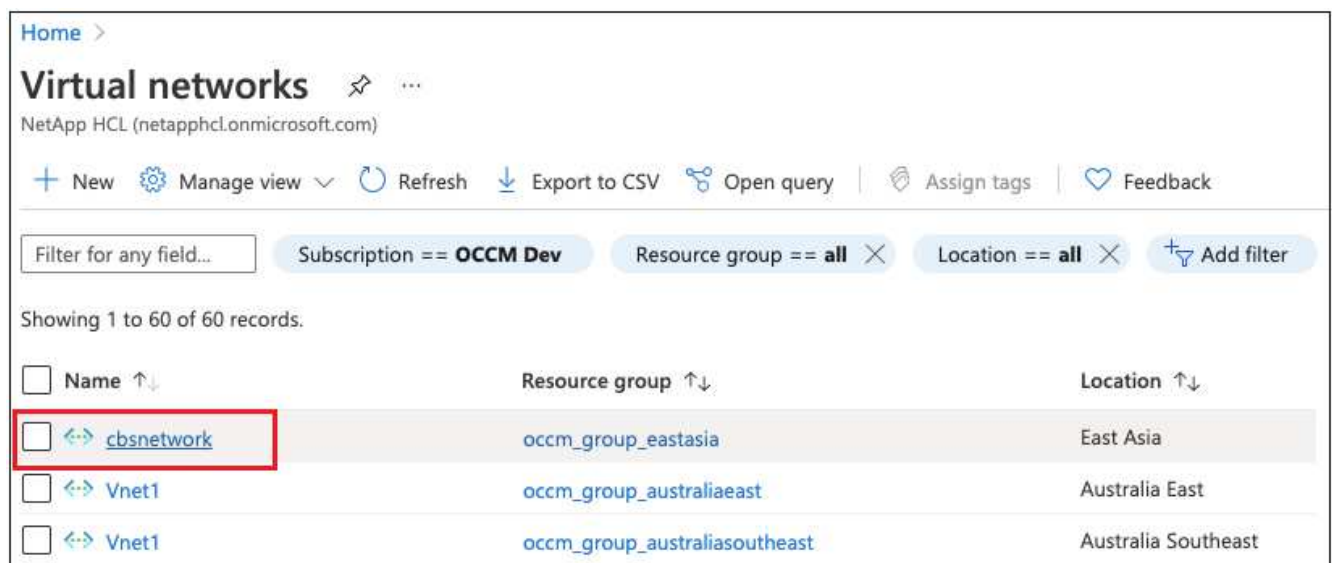 Home >
Virtual networks ...
NetApp HCL (netapphcl.onmicrosoft.com)
New Manage view Refresh Export to CSV Open query Assign tags Feedback
Filter for any field... Subscription == OCCM Dev Resource group == all Location == all Add filter
Showing 1 to 60 of 60 records.
Name Resource group Location
cbsnetwork occm_group_eastasia East Asia
Vnet1 occm_group_australiaeast Australia East
Vnet1 occm_group_australiasoutheast Australia Southeast